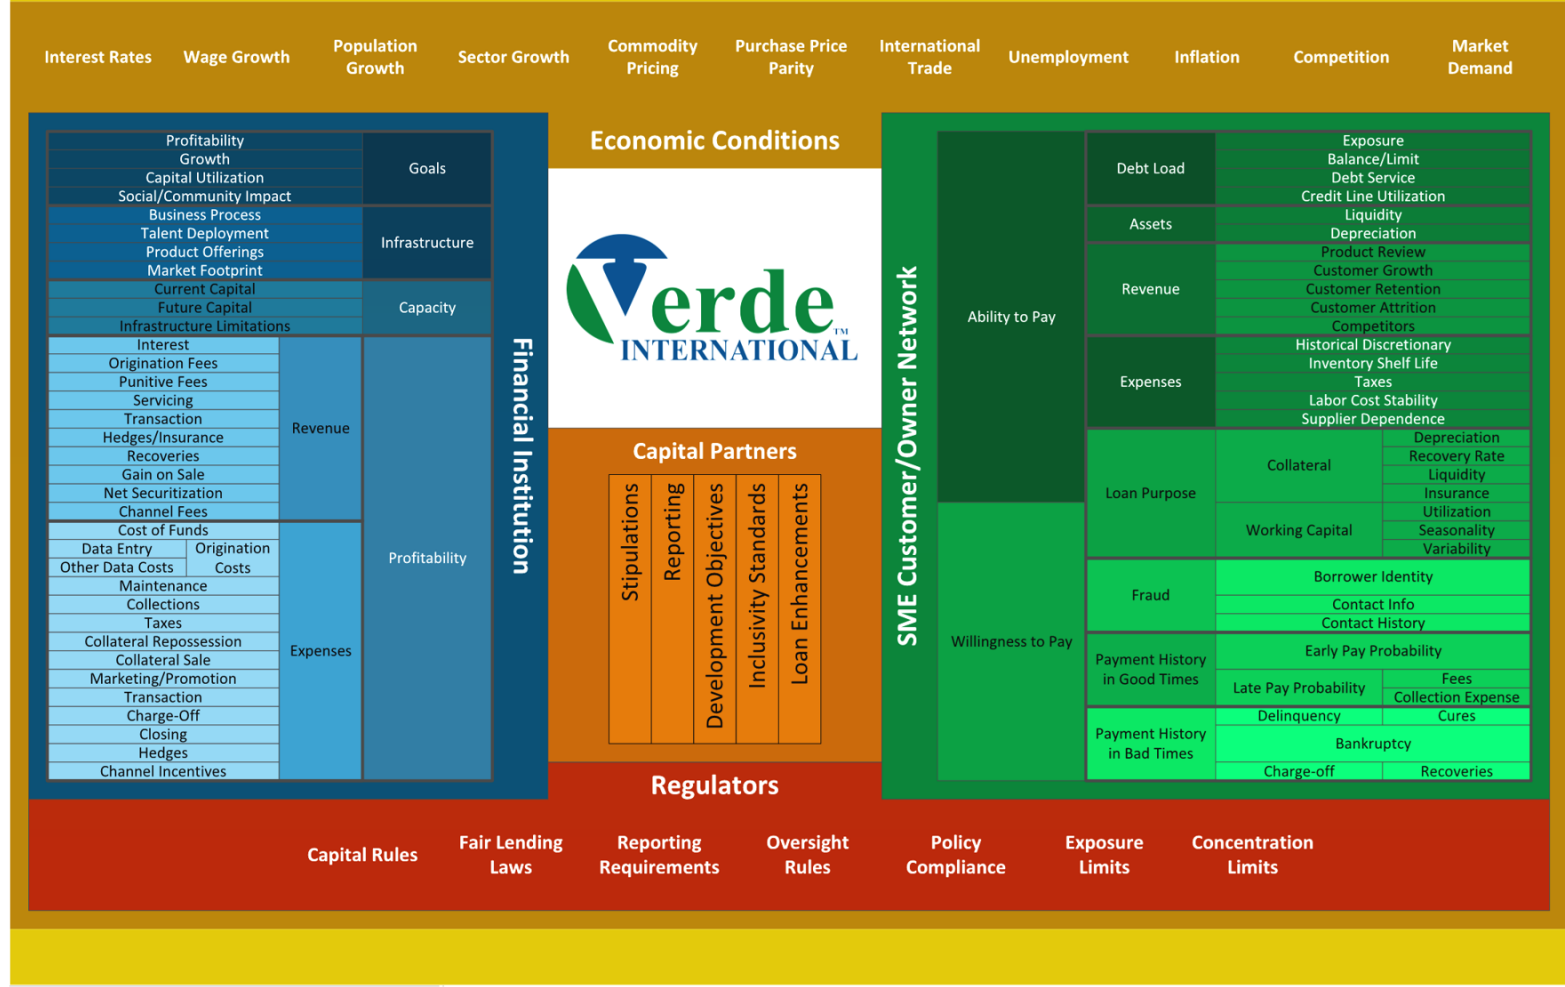 Interest Rates
Wage Growth
Population
Growth
Sector Growth
Commodity
Pricing
Purchase Price
Parity
International
Trade
Unemployment
Inflation
Competition
Market
Demand
Economic Conditions
Profitability
Growth
Capital Utilization
Social/Community Impact
Goals
Business Process
Talent Deployment
Product Offerings
Market Footprint
Infrastructure
Current Capital
Future Capital
Infrastructure Limitations
Capacity
Interest
Origination Fees
Punitive Fees
Servicing
Transaction
Hedges/Insurance
Recoveries
Gain on Sale
Net Securitization
Channel Fees
Revenue
Cost of Funds
Data Entry
Other Data Costs
Origination
Costs
Maintenance
Collections
Taxes
Collateral Repossession
Collateral Sale
Marketing/Promotion
Transaction
Charge-Off
Closing
Hedges
Channel Incentives
Expenses
Profitability
Financial Institution
Verde
TM
INTERNATIONAL
Capital Partners
Stipulations
Reporting
Development Objectives
Inclusivity Standards
Loan Enhancements
SME Customer/Owner Network
Ability to Pay
Debt Load
Exposure
Balance/Limit
Debt Service
Credit Line Utilization
Assets
Liquidity
Depreciation
Revenue
Product Review
Customer Growth
Customer Retention
Customer Attrition
Competitors
Expenses
Historical Discretionary
Inventory Shelf Life
Taxes
Labor Cost Stability
Supplier Dependence
Loan Purpose
Collateral
Depreciation
Recovery Rate
Liquidity
Insurance
Working Capital
Utilization
Seasonality
Variability
Willingness to Pay
Fraud
Borrower Identity
Contact Info
Contact History
Payment History
in Good Times
Early Pay Probability
Late Pay Probability
Fees
Collection Expense
Payment History
in Bad Times
Delinquency
Cures
Bankruptcy
Charge-off
Recoveries
Regulators
Capital Rules
Fair Lending
Laws
Reporting
Requirements
Oversight
Rules
Policy
Compliance
Exposure
Limits
Concentration
Limits